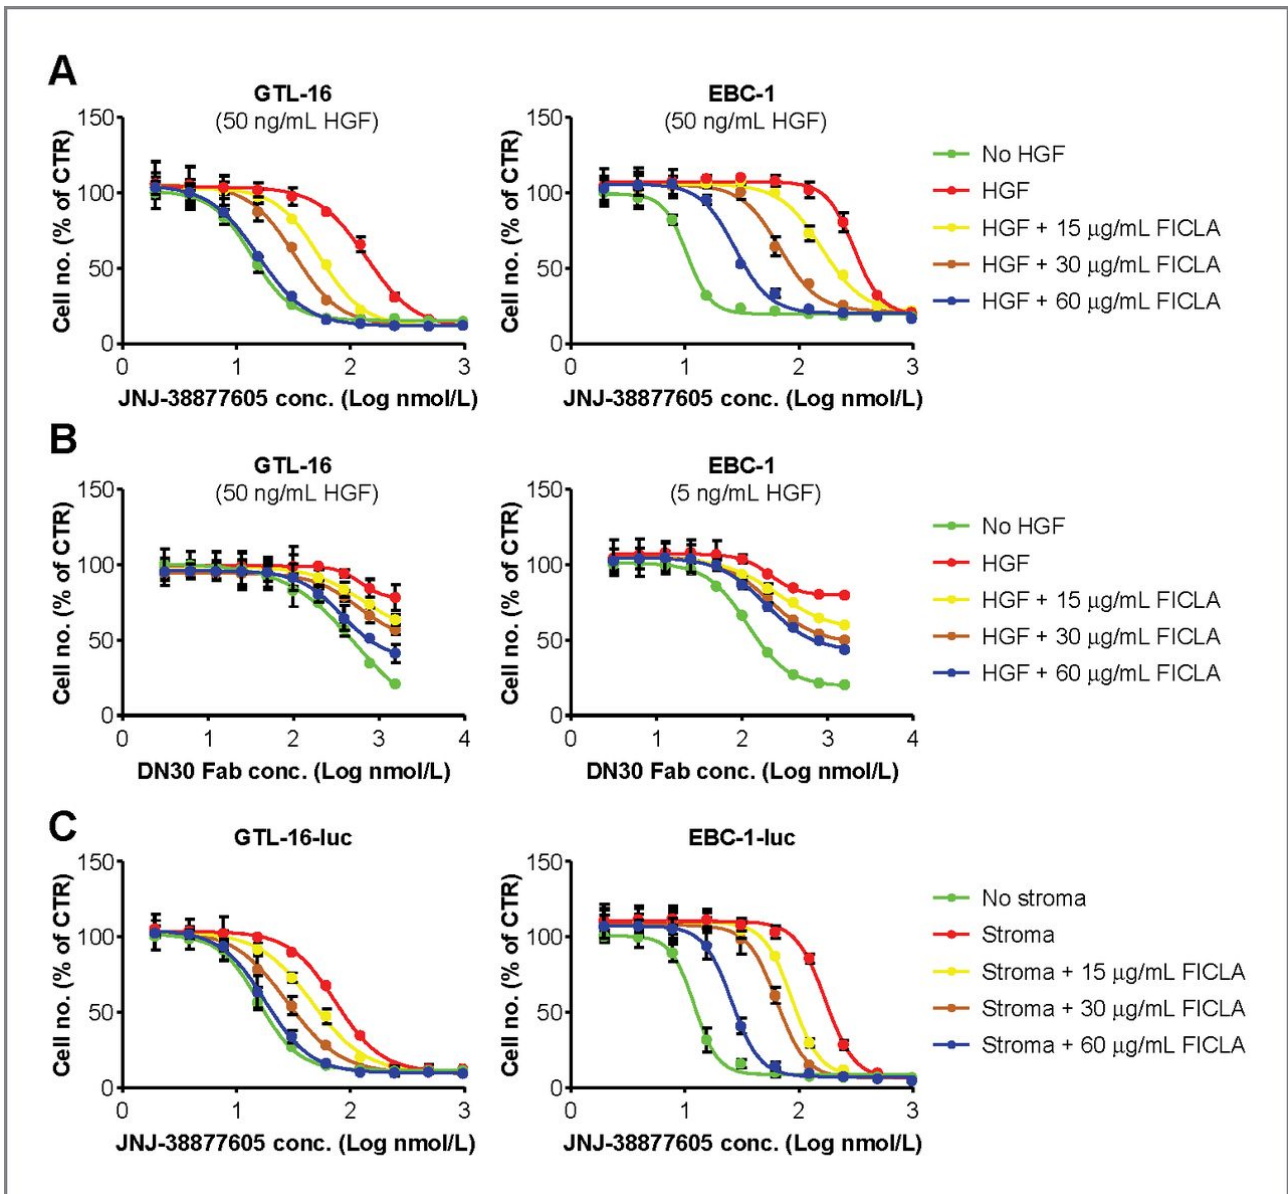 A
GTL-16
(50 ng/mL HGF)
150
100
50
0
Cell no. (% of CTR)
0 1 2 3
JNJ-38877605 conc. (Log nmol/L)
EBC-1
(50 ng/mL HGF)
150
100
50
0
Cell no. (% of CTR)
0 1 2 3
JNJ-38877605 conc. (Log nmol/L)
No HGF
HGF
HGF + 15 μg/mL FICLA
HGF + 30 μg/mL FICLA
HGF + 60 μg/mL FICLA
B
GTL-16
(50 ng/mL HGF)
150
100
50
0
Cell no. (% of CTR)
0 1 2 3 4
DN30 Fab conc. (Log nmol/L)
EBC-1
(5 ng/mL HGF)
150
100
50
0
Cell no. (% of CTR)
0 1 2 3 4
DN30 Fab conc. (Log nmol/L)
No HGF
HGF
HGF + 15 μg/mL FICLA
HGF + 30 μg/mL FICLA
HGF + 60 μg/mL FICLA
C
GTL-16-luc
150
100
50
0
Cell no. (% of CTR)
0 1 2 3
JNJ-38877605 conc. (Log nmol/L)
EBC-1-luc
150
100
50
0
Cell no. (% of CTR)
0 1 2 3
JNJ-38877605 conc. (Log nmol/L)
No stroma
Stroma
Stroma + 15 μg/mL FICLA
Stroma + 30 μg/mL FICLA
Stroma + 60 μg/mL FICLA